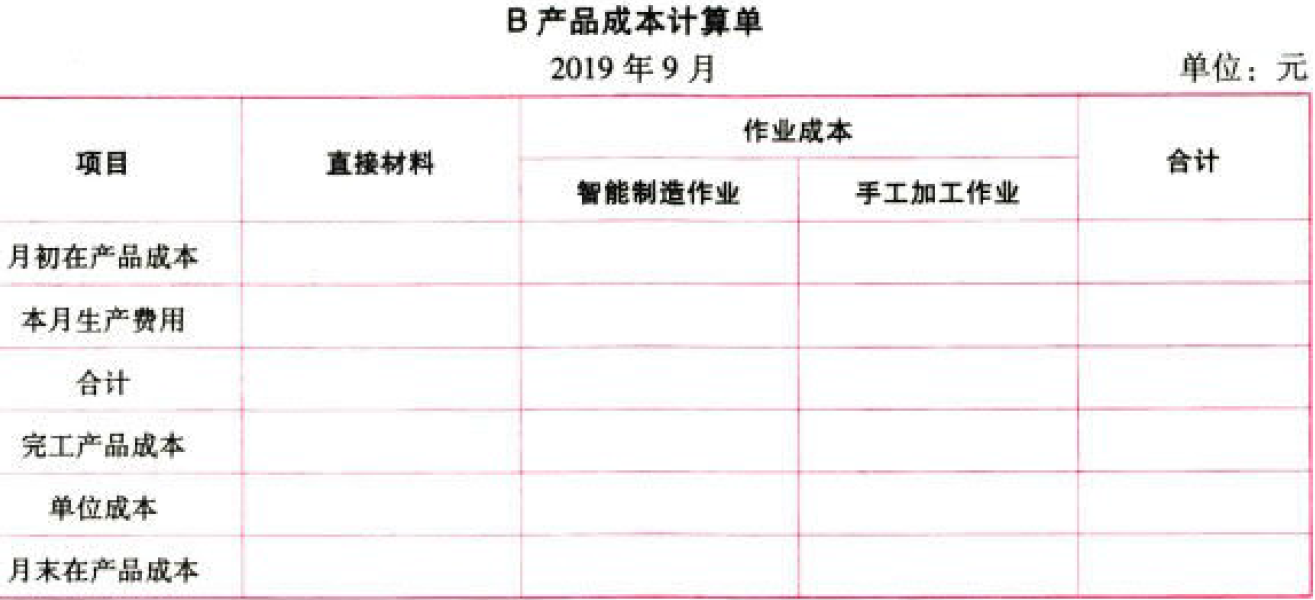 B 产品成本计算单
2019 年 9 月
单位：元
项目
直接材料
作业成本
合计
智能制造作业
手工加工作业
月初在产品成本
本月生产费用
合计
完工产品成本
单位成本
月末在产品成本